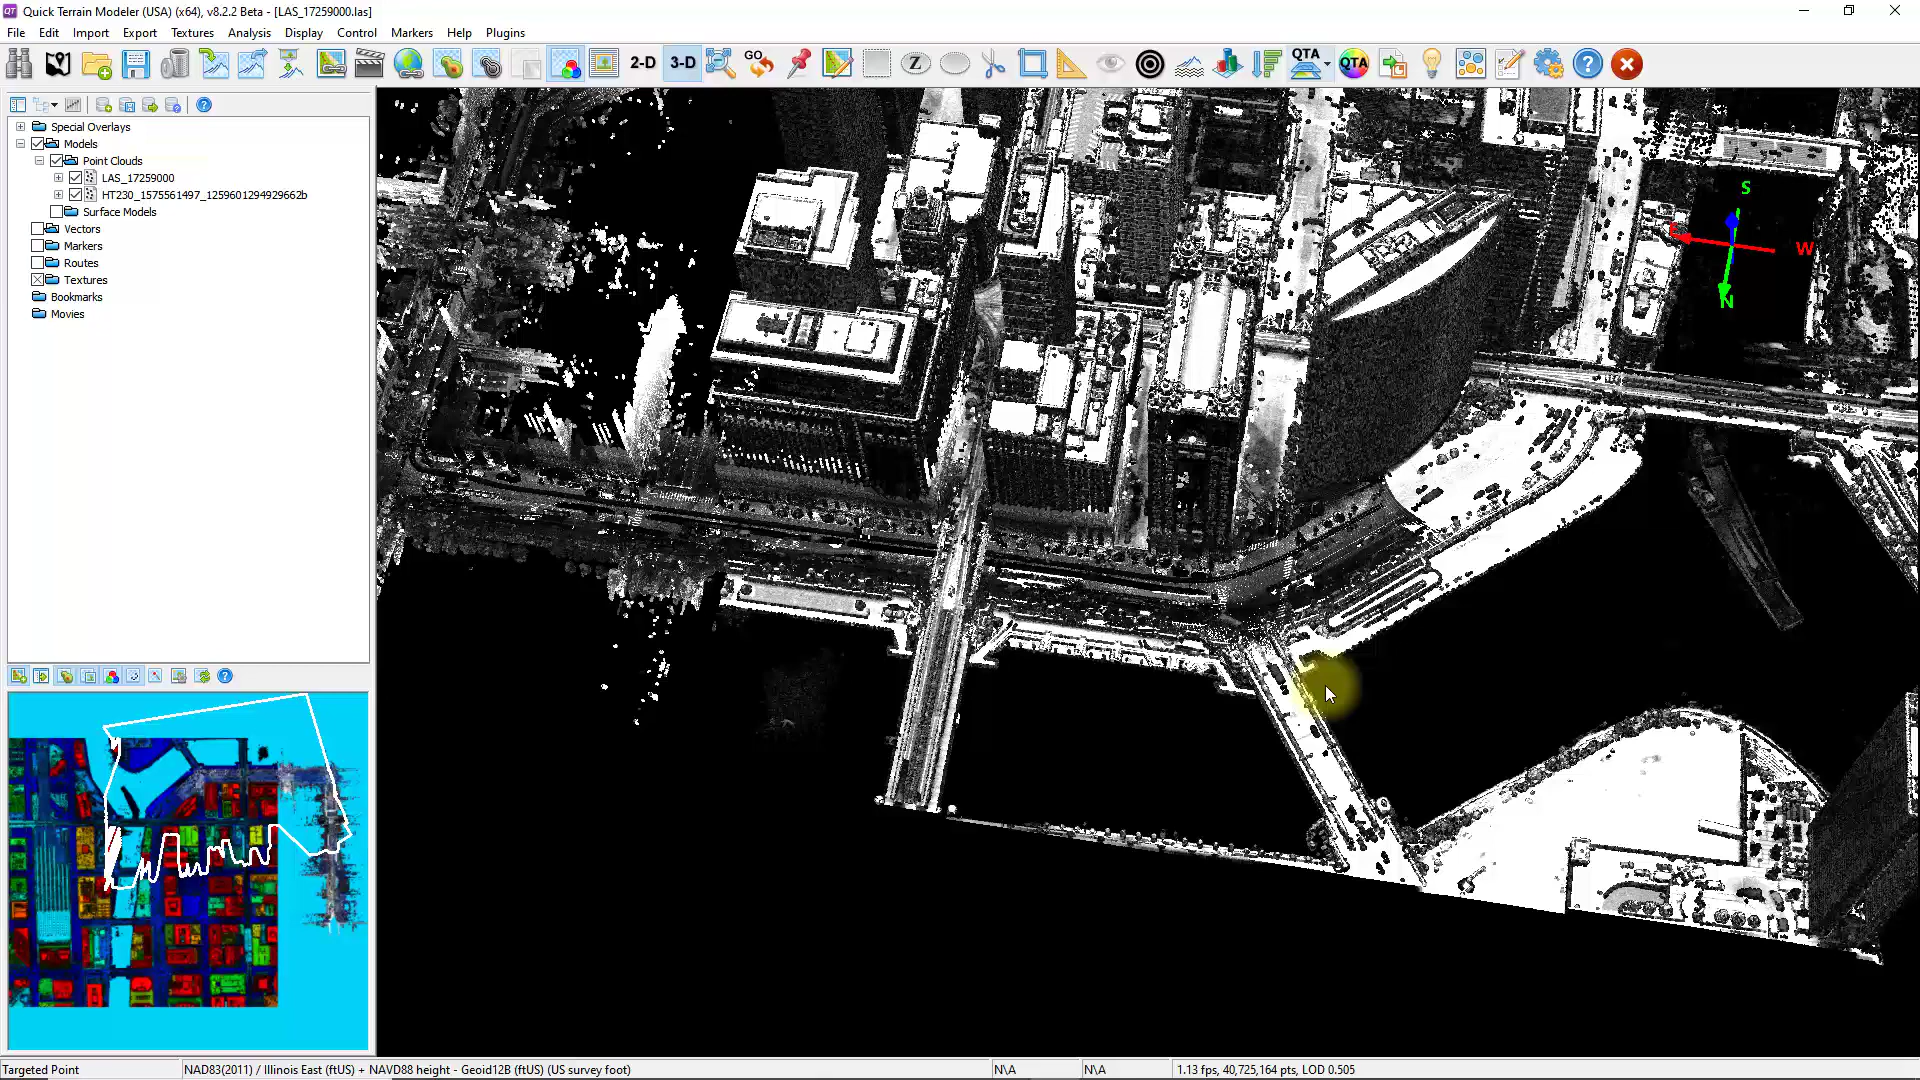 Quick Terrain Modeler (USA) (x64), v8.2.2 Beta - [LAS_17259000.las]
File Edit Import Export Textures Analysis Display Control Markers Help Plugins
2-D 3-D GO Z QTA QTA
Special Overlays
Models
Point Clouds
LAS_17259000
HT230_1575561497_1259601294929662b
Surface Models
Vectors
Markers
Routes
Textures
Bookmarks
Movies
S
E
W
N
Targeted Point NAD83(2011) / Illinois East (ftUS) + NAVD88 height - Geoid12B (ftUS) (US survey foot) N\A N\A 1.13 fps, 40,725,164 pts, LOD 0.505